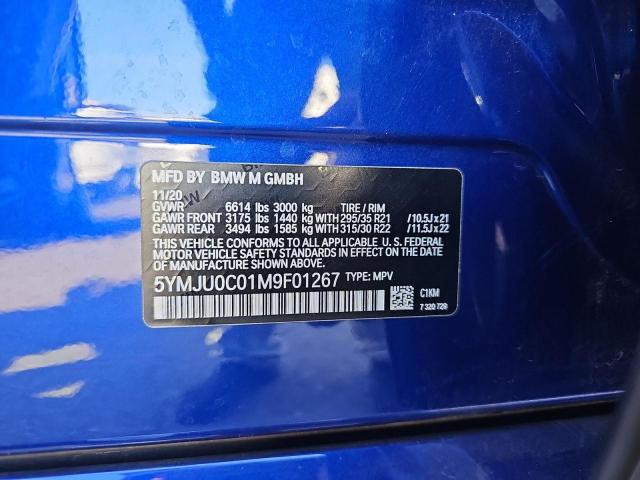 MFD BY BMW M GMBH
11/20
GVWR 6614 lbs 3000 kg TIRE / RIM
GAWR FRONT 3175 lbs 1440 kg WITH 295/35 R21 /10.5J x 21
GAWR REAR 3494 lbs 1585 kg WITH 315/30 R22 /11.5J x 22
THIS VEHICLE CONFORMS TO ALL APPLICABLE U. S. FEDERAL MOTOR VEHICLE
SAFETY STANDARDS IN EFFECT ON THE DATE OF MANUFACTURE SHOWN ABOVE.
5YMJU0C01M9F01267 TYPE: MPV
C1KM
7 320 729